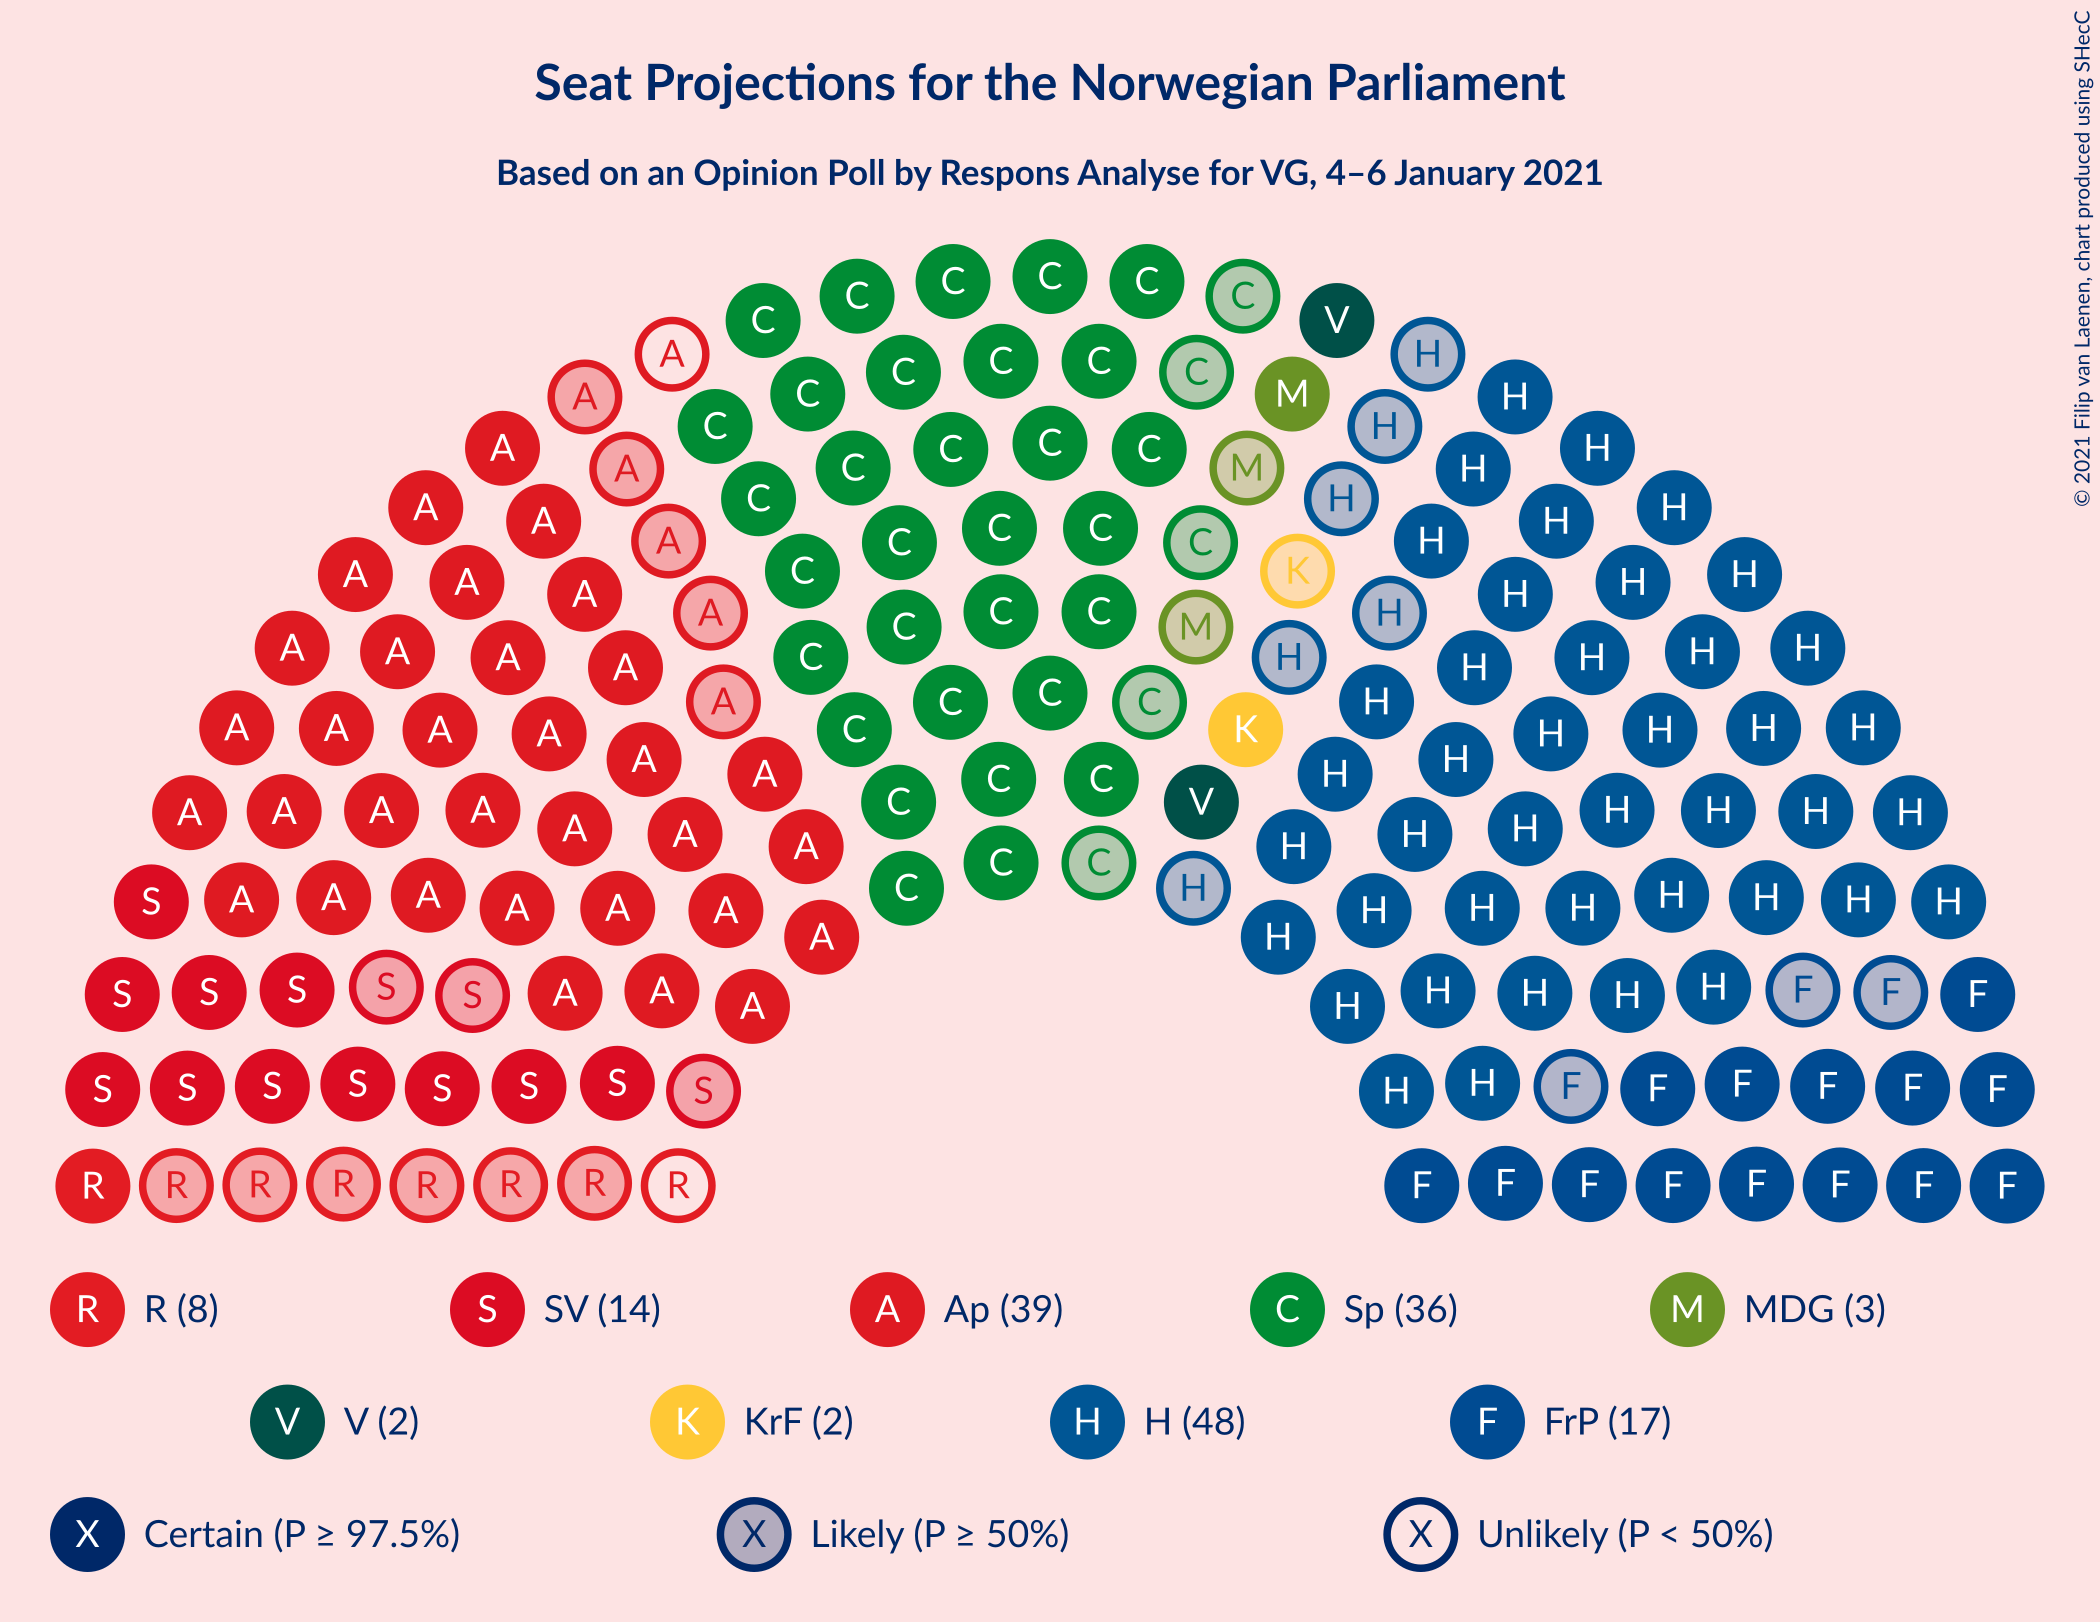 © 2021 Filip van Laenen, chart produced using SHecC
Seat Projections for the Norwegian Parliament
Based on an Opinion Poll by Respons Analyse for VG, 4–6 January 2021
C C C C C
C V
A C C C C H
A C M H
A C C C C H H
A C M H
A A C H H H
A C C C C H
A A A C K H H H
A C C C M H
A A A A C H H H H H
A C C C H
A A A A C K H H H H
A A C C H H
A A A A A A C V H H H H H H
A C C H
S A A A A A A C H H H H H H H H
A H
S S S S S A A A H H H H H F F F
S S S S S S S S H H F F F F F F
R R R R R R R R F F F F F F F F
R R (8) S SV (14) A Ap (39) C Sp (36) M MDG (3)
V V (2) K KrF (2) H H (48) F FrP (17)
X Certain (P ≥ 97.5%) X Likely (P ≥ 50%) X Unlikely (P < 50%)